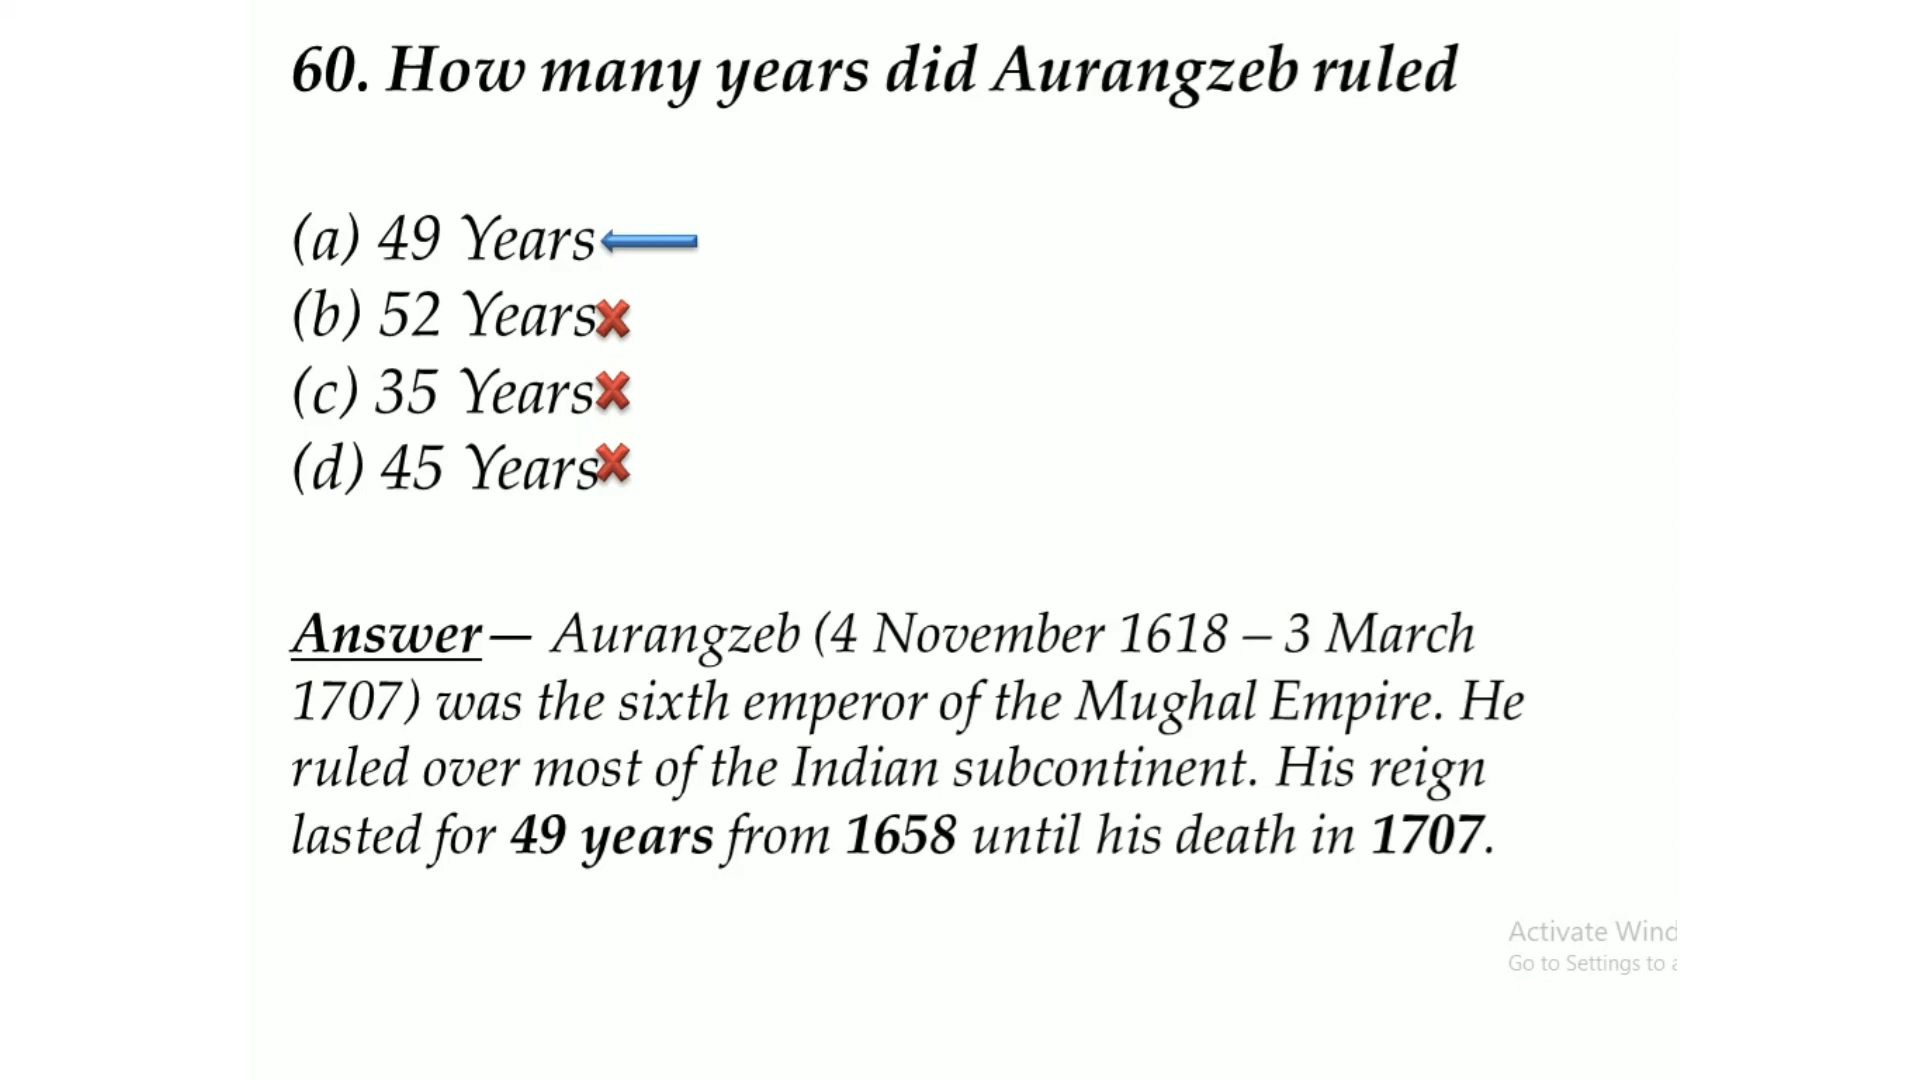 60. How many years did Aurangzeb ruled
(a) 49 Years
(b) 52 Years
(c) 35 Years
(d) 45 Years
Answer— Aurangzeb (4 November 1618 – 3 March
1707) was the sixth emperor of the Mughal Empire. He
ruled over most of the Indian subcontinent. His reign
lasted for 49 years from 1658 until his death in 1707.
Activate Wind
Go to Settings to a